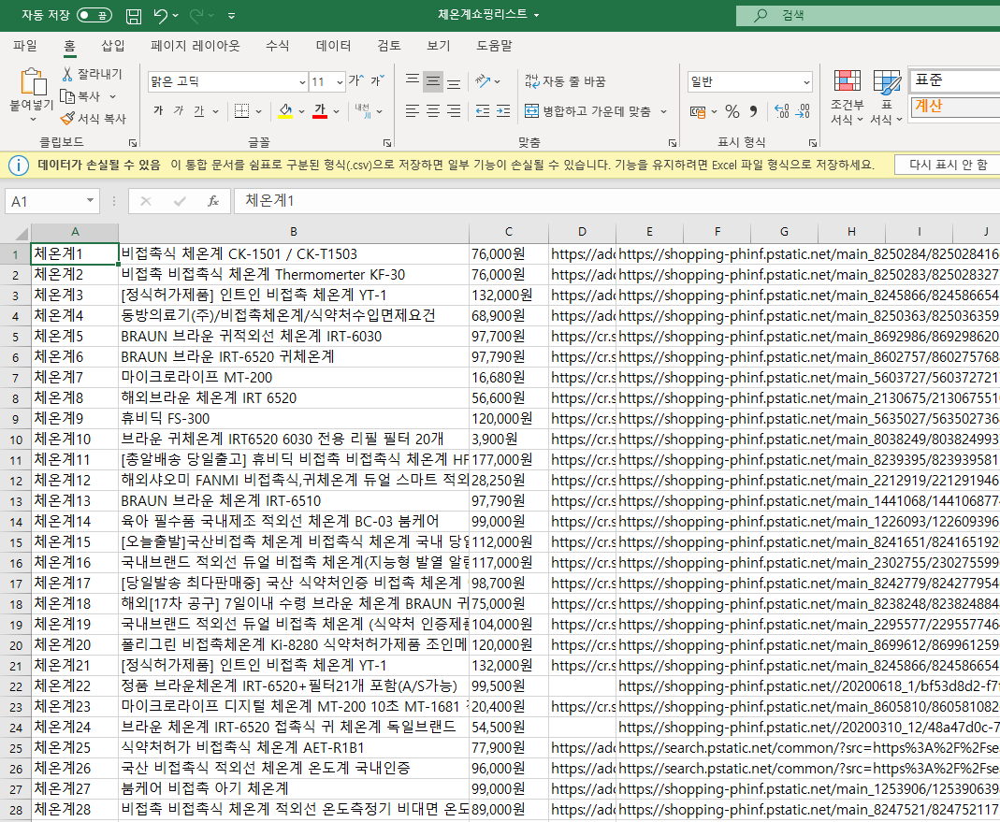 자동 저장 끔 체온계쇼핑리스트 검색
파일 홈 삽입 페이지 레이아웃 수식 데이터 검토 보기 도움말
붙여넣기 잘라내기 복사 서식 복사
맑은 고딕 11 가 가
가 가 가 가 내천
자동 줄 바꿈
병합하고 가운데 맞춤
일반
% 조건부 서식 표 서식 표준 계산
클립보드 글꼴 맞춤 표시 형식
데이터가 손실될 수 있음 이 통합 문서를 쉼표로 구분된 형식(.csv)으로 저장하면 일부 기능이 손실될 수 있습니다. 기능을 유지하려면 Excel 파일 형식으로 저장하세요. 다시 표시 안 함
A1 fx 체온계1
A B C D E F G H I J
1 체온계1 비접촉식 체온계 CK-1501 / CK-T1503 76,000원 https://adc https://shopping-phinf.pstatic.net/main_8250284/825028416
2 체온계2 비접촉 비접촉식 체온계 Thermomerter KF-30 76,000원 https://adc https://shopping-phinf.pstatic.net/main_8250283/825028327
3 체온계3 [정식허가제품] 인트인 비접촉 체온계 YT-1 132,000원 https://adc https://shopping-phinf.pstatic.net/main_8245866/824586654
4 체온계4 동방의료기(주)/비접촉체온계/식약처수입면제요건 68,900원 https://adc https://shopping-phinf.pstatic.net/main_8250363/825036359
5 체온계5 BRAUN 브라운 귀적외선 체온계 IRT-6030 97,700원 https://cr.s https://shopping-phinf.pstatic.net/main_8692986/869298620
6 체온계6 BRAUN 브라운 IRT-6520 귀체온계 97,790원 https://cr.s https://shopping-phinf.pstatic.net/main_8602757/860275768
7 체온계7 마이크로라이프 MT-200 16,680원 https://cr.s https://shopping-phinf.pstatic.net/main_5603727/560372721
8 체온계8 해외브라운 체온계 IRT 6520 56,600원 https://cr.s https://shopping-phinf.pstatic.net/main_2130675/213067551
9 체온계9 휴비딕 FS-300 120,000원 https://cr.s https://shopping-phinf.pstatic.net/main_5635027/563502736
10 체온계10 브라운 귀체온계 IRT6520 6030 전용 리필 필터 20개 3,900원 https://cr.s https://shopping-phinf.pstatic.net/main_8038249/803824993
11 체온계11 [총알배송 당일출고] 휴비딕 비접촉 비접촉식 체온계 HF 177,000원 https://cr.s https://shopping-phinf.pstatic.net/main_8239395/823939581
12 체온계12 해외샤오미 FANMI 비접촉식,귀체온계 듀얼 스마트 적외 28,250원 https://cr.s https://shopping-phinf.pstatic.net/main_2212919/221291946
13 체온계13 BRAUN 브라운 체온계 IRT-6510 97,790원 https://cr.s https://shopping-phinf.pstatic.net/main_1441068/144106877
14 체온계14 육아 필수품 국내제조 적외선 체온계 BC-03 붐케어 99,000원 https://cr.s https://shopping-phinf.pstatic.net/main_1226093/122609396
15 체온계15 [오늘출발]국산비접촉 체온계 비접촉식 체온계 국내 당일 112,000원 https://cr.s https://shopping-phinf.pstatic.net/main_8241651/824165192
16 체온계16 국내브랜드 적외선 듀얼 비접촉 체온계(지능형 발열 알람 117,000원 https://cr.s https://shopping-phinf.pstatic.net/main_2302755/230275599
17 체온계17 [당일발송 최다판매중] 국산 식약처인증 비접촉 체온계 98,700원 https://cr.s https://shopping-phinf.pstatic.net/main_8242779/824277954
18 체온계18 해외[17차 공구] 7일이내 수령 브라운 체온계 BRAUN 귀 75,000원 https://cr.s https://shopping-phinf.pstatic.net/main_8238248/823824884
19 체온계19 국내브랜드 적외선 듀얼 비접촉 체온계 (식약처 인증제품 104,000원 https://cr.s https://shopping-phinf.pstatic.net/main_2295577/229557746
20 체온계20 폴리그린 비접촉체온계 Ki-8280 식약처허가제품 조인메 120,000원 https://cr.s https://shopping-phinf.pstatic.net/main_8699612/869961259
21 체온계21 [정식허가제품] 인트인 비접촉 체온계 YT-1 132,000원 https://cr.s https://shopping-phinf.pstatic.net/main_8245866/824586654
22 체온계22 정품 브라운체온계 IRT-6520+필터21개 포함(A/S가능) 99,500원 https://shopping-phinf.pstatic.net//20200618_1/bf53d8d2-f7f
23 체온계23 마이크로라이프 디지털 체온계 MT-200 10초 MT-1681 20,400원 https://cr.s https://shopping-phinf.pstatic.net/main_8605810/860581082
24 체온계24 브라운 체온계 IRT-6520 접촉식 귀 체온계 독일브랜드 54,500원 https://shopping-phinf.pstatic.net//20200310_12/48a47d0c-7
25 체온계25 식약처허가 비접촉식 체온계 AET-R1B1 77,900원 https://adc https://search.pstatic.net/common/?src=https%3A%2F%2Fse
26 체온계26 국산 비접촉식 적외선 체온계 온도계 국내인증 96,000원 https://adc https://search.pstatic.net/common/?src=https%3A%2F%2Fse
27 체온계27 붐케어 비접촉 아기 체온계 99,000원 https://adc https://shopping-phinf.pstatic.net/main_1253906/125390639
28 체온계28 비접촉 비접촉식 체온계 적외선 온도측정기 비대면 온도 89,000원 https://adc https://shopping-phinf.pstatic.net/main_8247521/824752117